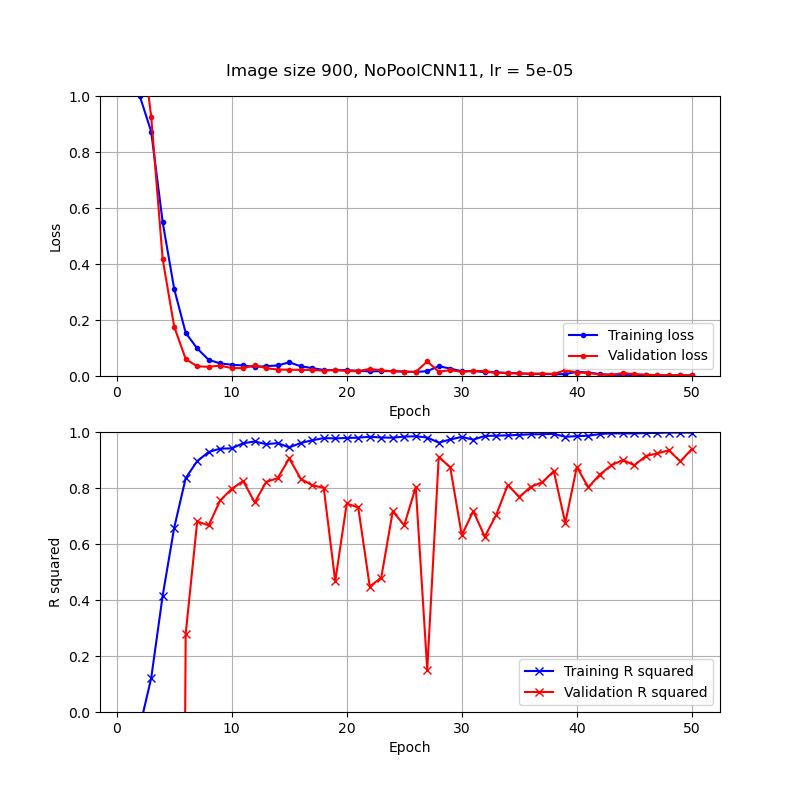 Image size 900, NoPoolCNN11, lr = 5e-05
1.0
0.8
0.6
0.4
0.2
0.0
Loss
Training loss
Validation loss
0 10 20 30 40 50
Epoch
1.0
0.8
0.6
0.4
0.2
0.0
R squared
Training R squared
Validation R squared
0 10 20 30 40 50
Epoch